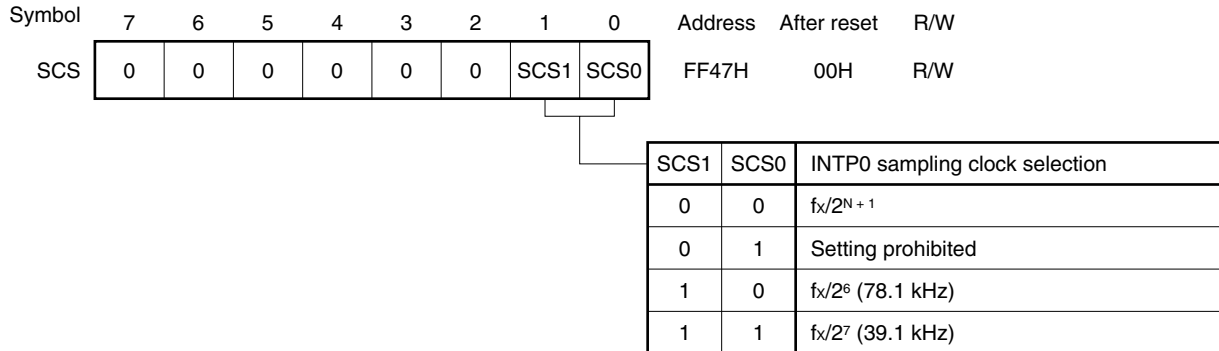 Symbol 7 6 5 4 3 2 1 0 Address After reset R/W
SCS 0 0 0 0 0 0 SCS1 SCS0 FF47H 00H R/W
SCS1 SCS0 INTP0 sampling clock selection
0 0 fx/2ᴺ⁺¹
0 1 Setting prohibited
1 0 fx/2⁶ (78.1 kHz)
1 1 fx/2⁷ (39.1 kHz)